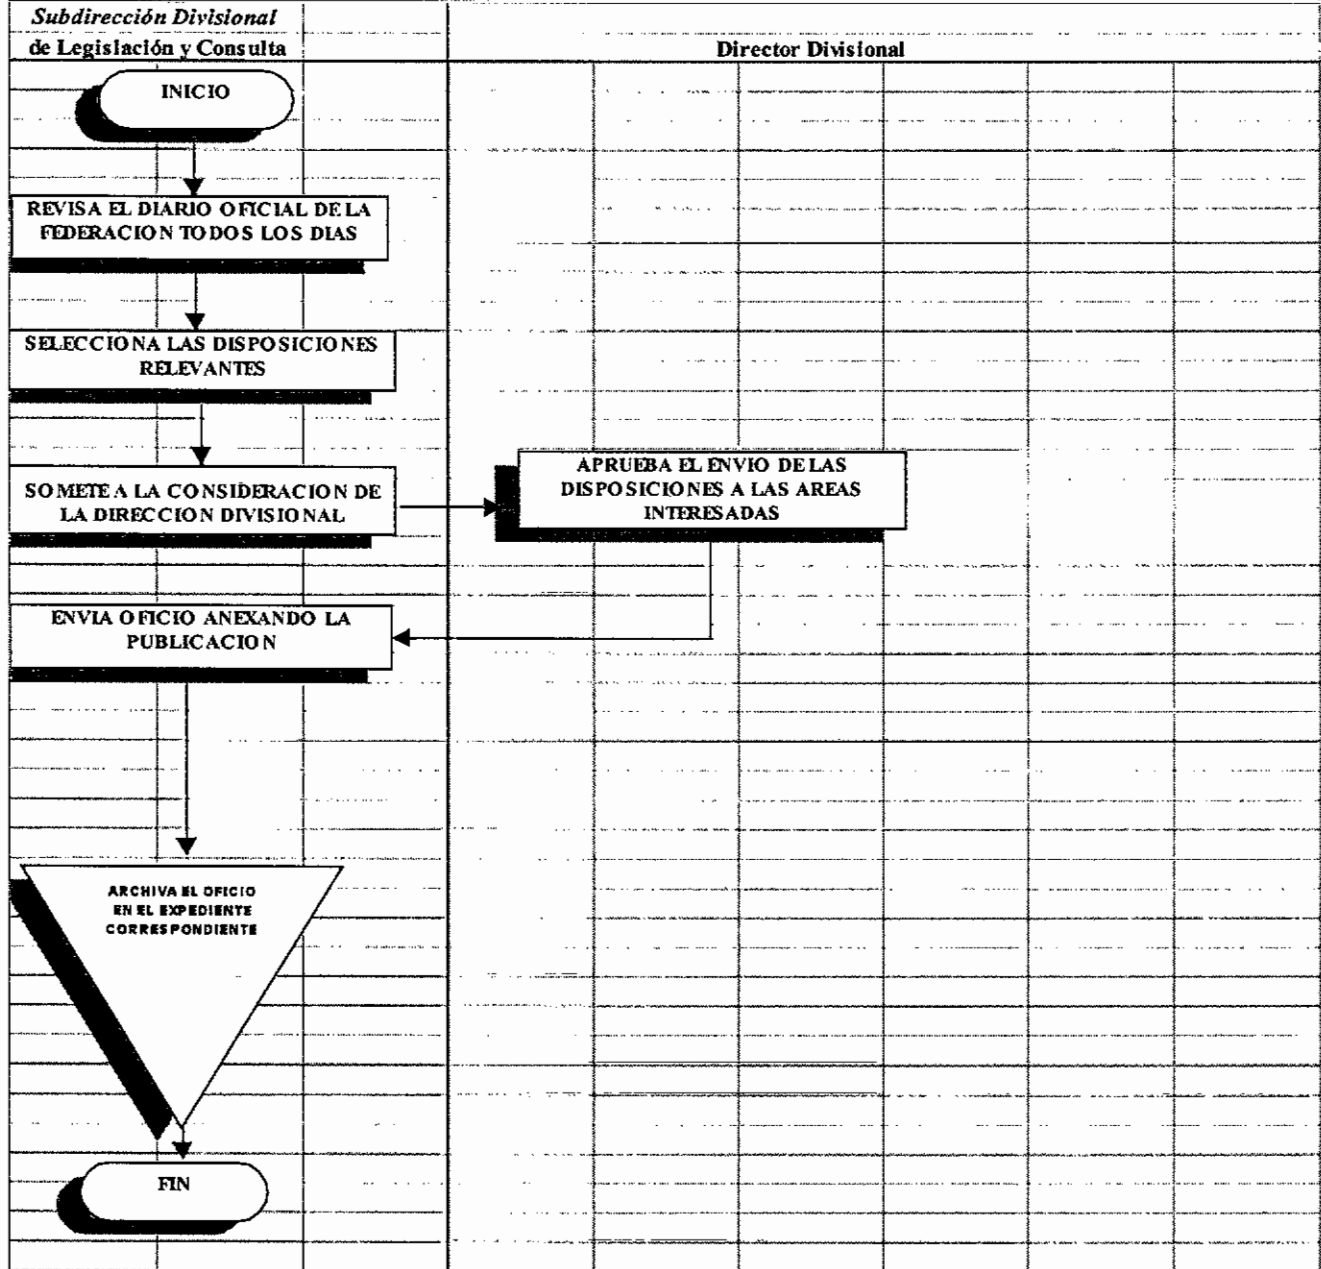 Subdirección Divisional
de Legislación y Consulta
Director Divisional
INICIO
REVISA EL DIARIO OFICIAL DE LA
FEDERACION TODOS LOS DIAS
SELECCIONA LAS DISPOSICIONES
RELEVANTES
SOMETE A LA CONSIDERACION DE
LA DIRECCION DIVISIONAL
APRUEBA EL ENVIO DE LAS
DISPOSICIONES A LAS AREAS
INTERESADAS
ENVIA OFICIO ANEXANDO LA
PUBLICACION
ARCHIVA EL OFICIO
EN EL EXPEDIENTE
CORRESPONDIENTE
FIN